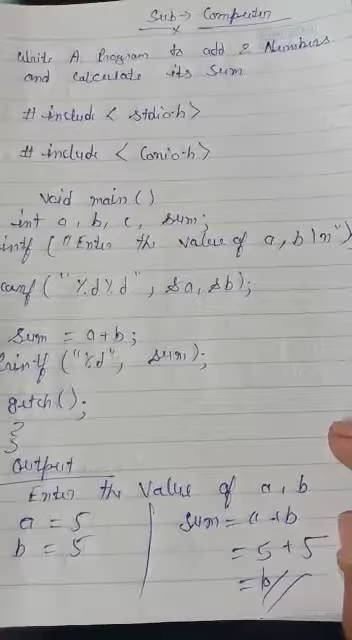 Sub → Computer
Write A Program to add 2 Numbers
and calculate its Sum
# include < stdio.h>
# include < Conio.h>
void main()
int a, b, c, sum;
intf ("Enter the value of a, b \n")
canf ("%d%d", &a, &b);
Sum = a+b;
Printf ("%d", sum);
getch();
}
OutPut
Enter the Value of a, b
a = 5
b = 5
Sum = a + b
= 5 + 5